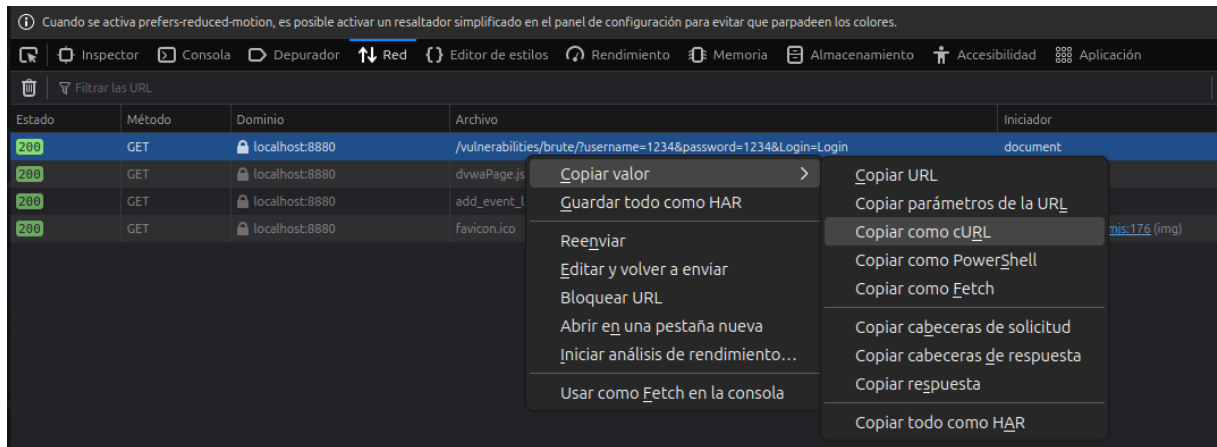 Cuando se activa prefers-reduced-motion, es posible activar un resaltador simplificado en el panel de configuración para evitar que parpadeen los colores.
Inspector Consola Depurador Red Editor de estilos Rendimiento Memoria Almacenamiento Accesibilidad Aplicación
Filtrar las URL
Estado Método Dominio Archivo Iniciador
200 GET localhost:8880 /vulnerabilities/brute/?username=1234&password=1234&Login=Login document
200 GET localhost:8880 dvwaPage.js
200 GET localhost:8880 add_event_l
200 GET localhost:8880 favicon.ico mjs:176 (img)
Copiar valor
Guardar todo como HAR
Reenviar
Editar y volver a enviar
Bloquear URL
Abrir en una pestaña nueva
Iniciar análisis de rendimiento…
Usar como Fetch en la consola
Copiar URL
Copiar parámetros de la URL
Copiar como cURL
Copiar como PowerShell
Copiar como Fetch
Copiar cabeceras de solicitud
Copiar cabeceras de respuesta
Copiar respuesta
Copiar todo como HAR